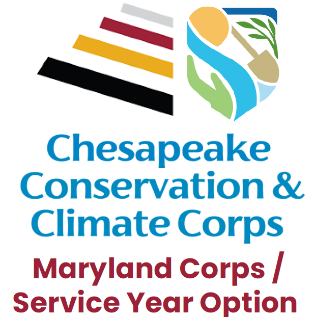 Chesapeake
Conservation &
Climate Corps
Maryland Corps /
Service Year Option